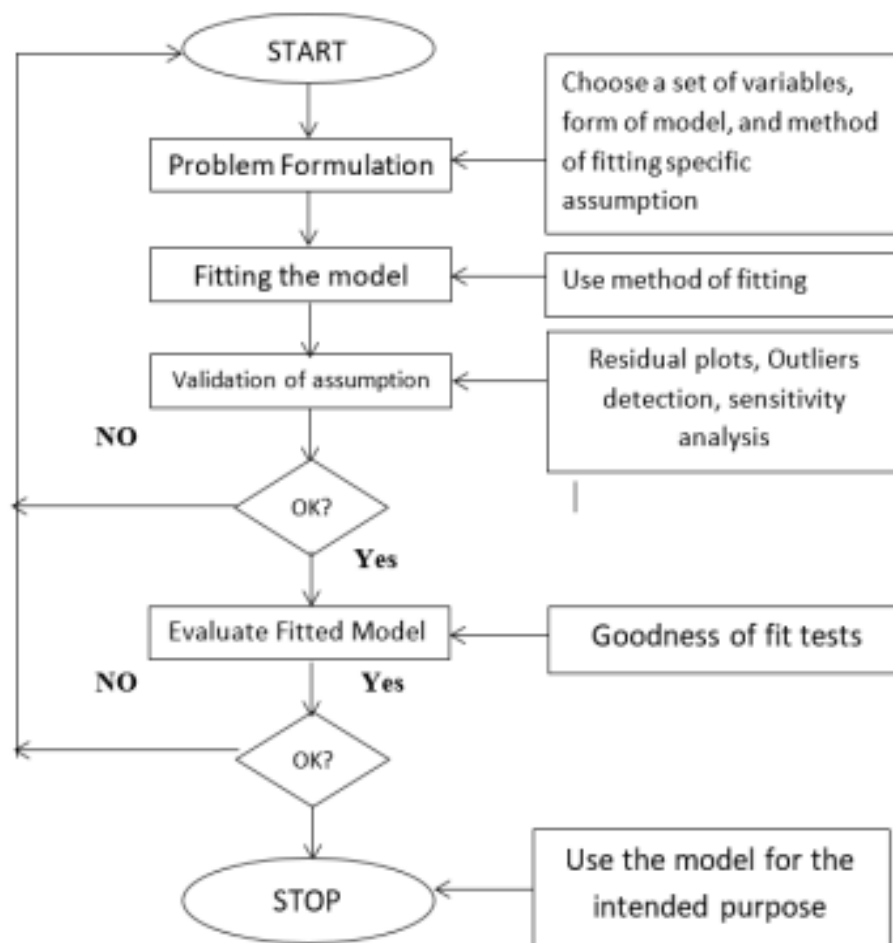 START
Choose a set of variables,
form of model, and method
of fitting specific
assumption
Problem Formulation
Fitting the model
Use method of fitting
Validation of assumption
Residual plots, Outliers
detection, sensitivity
analysis
NO
OK?
Yes
Evaluate Fitted Model
Goodness of fit tests
NO
Yes
OK?
STOP
Use the model for the
intended purpose